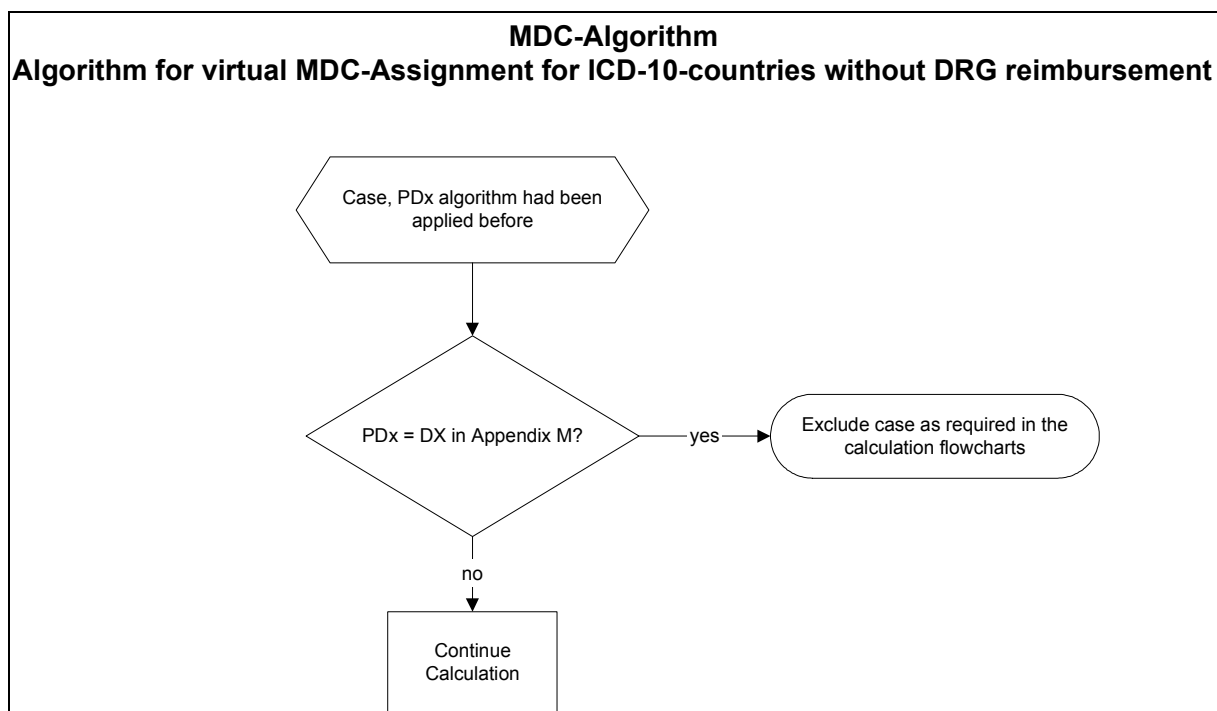 MDC-Algorithm
Algorithm for virtual MDC-Assignment for ICD-10-countries without DRG reimbursement
Case, PDx algorithm had been
applied before
PDx = DX in Appendix M?
yes
Exclude case as required in the
calculation flowcharts
no
Continue
Calculation